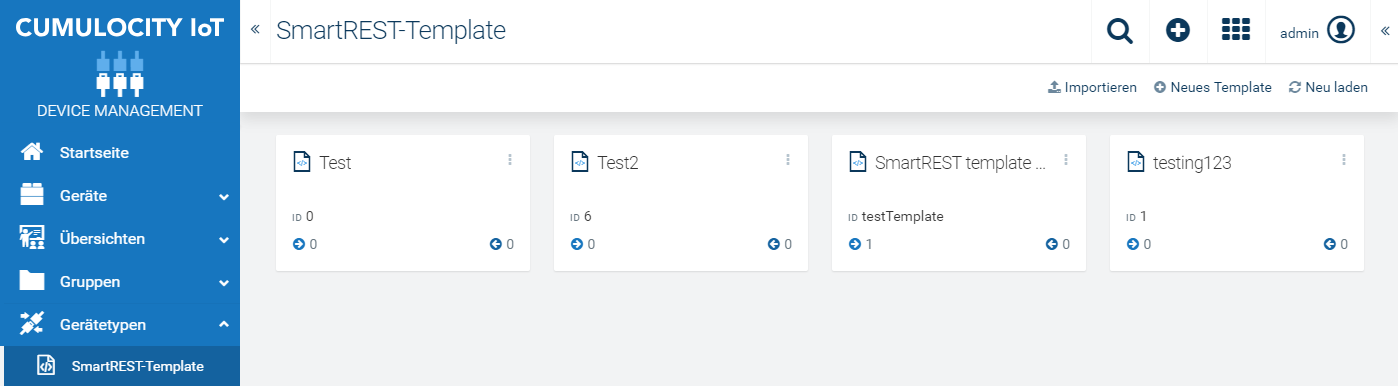 CUMULOCITY IoT
DEVICE MANAGEMENT
Startseite
Geräte
Übersichten
Gruppen
Gerätetypen
SmartREST-Template
« SmartREST-Template
admin «
Importieren Neues Template Neu laden
Test
ID 0
0 0
Test2
ID 6
0 0
SmartREST template ...
ID testTemplate
1 0
testing123
ID 1
0 0